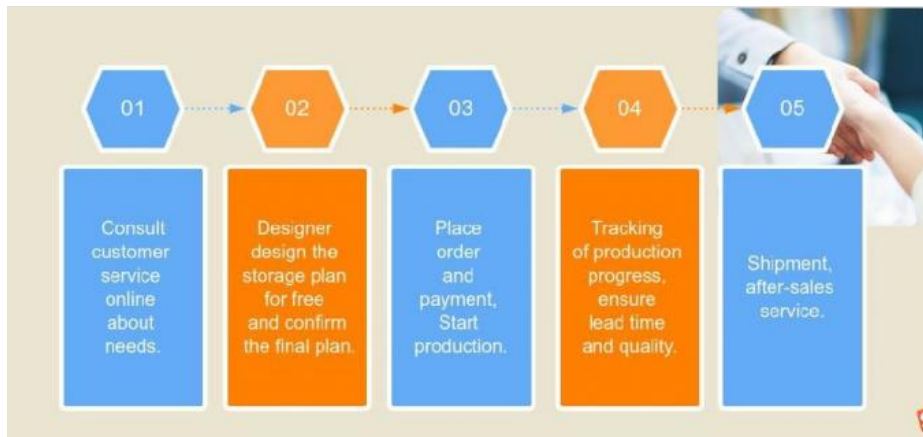 01
02
03
04
05
Consult
customer
service
online
about
needs.
Designer
design the
storage plan
for free
and confirm
the final plan.
Place
order
and
payment,
Start
production.
Tracking
of production
progress,
ensure
lead time
and quality.
Shipment,
after-sales
service.